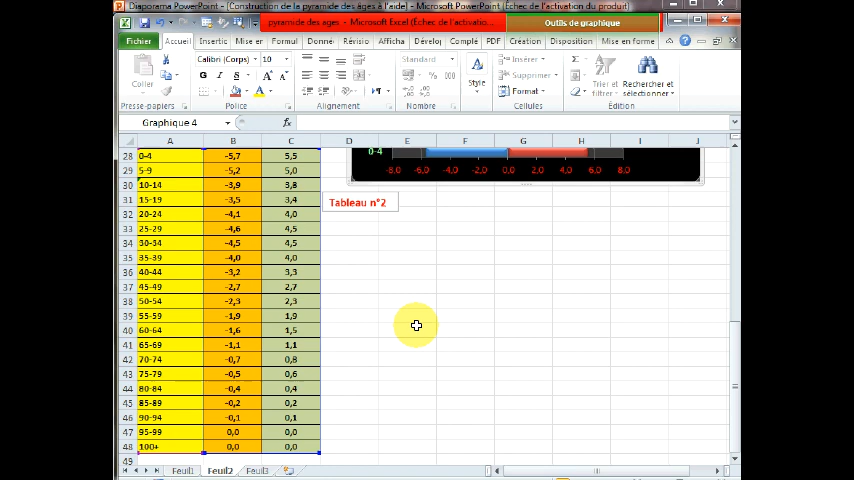 Diaporama PowerPoint - [Construction de la pyramide des âges à l'aide] - Microsoft PowerPoint (Échec de l'activation du produit)
pyramide des ages - Microsoft Excel (Échec de l'activatio...
Outils de graphique
Fichier Accueil Insertio Mise er Formul Donné Révisio Afficha Dévelo Complé PDF Création Disposition Mise en forme
Coller
Calibri (Corps) 10
G I S
Standard
% 000
Style
Insérer
Supprimer
Format
Trier et filtrer
Rechercher et sélectionner
Presse-papiers Police Alignement Nombre Cellules Édition
Graphique 4 fx
A B C D E F G H I J
28 0-4 -5,7 5,5
29 5-9 -5,2 5,0
30 10-14 -3,9 3,8
31 15-19 -3,5 3,4
32 20-24 -4,1 4,0
33 25-29 -4,6 4,5
34 30-34 -4,5 4,5
35 35-39 -4,0 4,0
36 40-44 -3,2 3,3
37 45-49 -2,7 2,7
38 50-54 -2,3 2,3
39 55-59 -1,9 1,9
40 60-64 -1,6 1,5
41 65-69 -1,1 1,1
42 70-74 -0,7 0,8
43 75-79 -0,5 0,6
44 80-84 -0,4 0,4
45 85-89 -0,2 0,2
46 90-94 -0,1 0,1
47 95-99 0,0 0,0
48 100+ 0,0 0,0
49
0-4
-8.0 -6.0 -4.0 -2.0 0.0 2.0 4.0 6.0 8.0
Tableau n°2
Feuil1 Feuil2 Feuil3